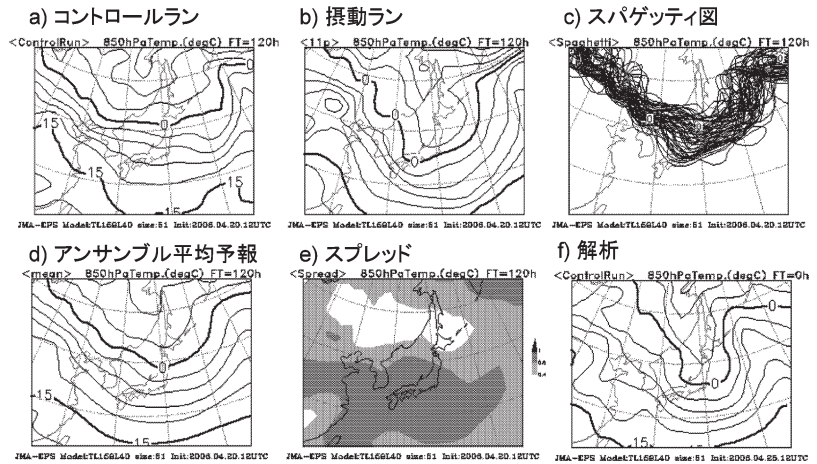 a) コントロールラン
<ControlRun> 850hPaTemp.(degC) FT=120h
0
0
15
15
15
JMA-EPS Model:TL159L40 size:51 Init:2006.04.20.12UTC
b) 摂動ラン
<11p> 850hPaTemp.(degC) FT=120h
0
0
0
JMA-EPS Model:TL159L40 size:51 Init:2006.04.20.12UTC
c) スパゲッティ図
<Spaghetti> 850hPaTemp.(degC) FT=120h
0
0
JMA-EPS Model:TL159L40 size:51 Init:2006.04.20.12UTC
d) アンサンブル平均予報
<mean> 850hPaTemp.(degC) FT=120h
0
15
15
JMA-EPS Model:TL159L40 size:51 Init:2006.04.20.12UTC
e) スプレッド
<Spread> 850hPaTemp.(degC) FT=120h
JMA-EPS Model:TL159L40 size:51 Init:2006.04.20.12UTC
f) 解析
<ControlRun> 850hPaTemp.(degC) FT=0h
0
0
15
JMA-EPS Model:TL159L40 size:51 Init:2006.04.25.12UTC